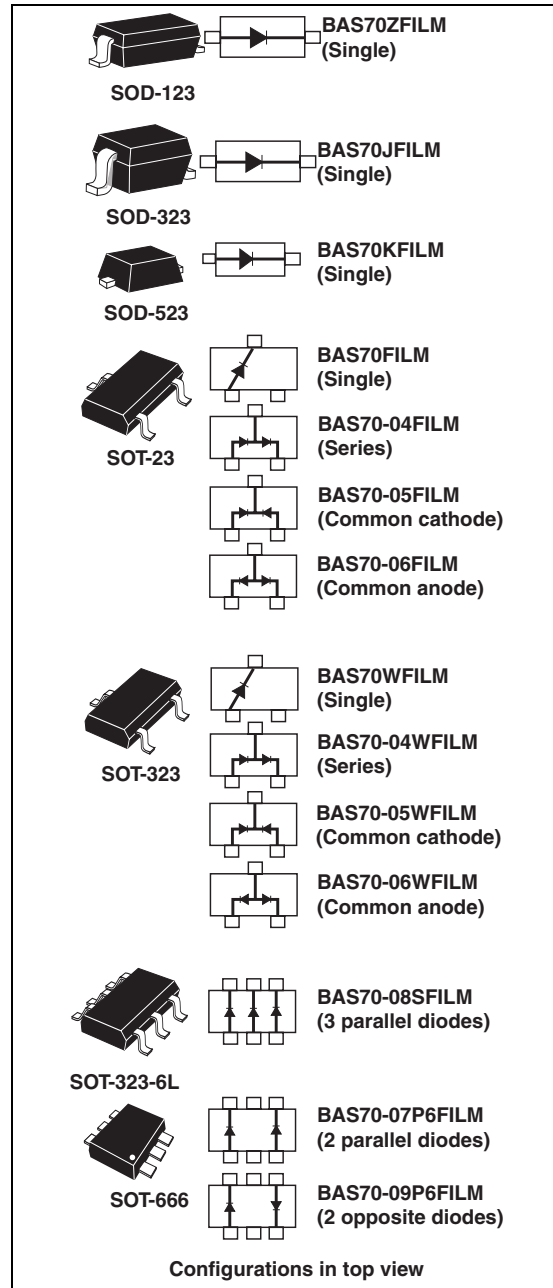 BAS70ZFILM
(Single)
SOD-123
BAS70JFILM
(Single)
SOD-323
BAS70KFILM
(Single)
SOD-523
BAS70FILM
(Single)
BAS70-04FILM
(Series)
SOT-23
BAS70-05FILM
(Common cathode)
BAS70-06FILM
(Common anode)
BAS70WFILM
(Single)
BAS70-04WFILM
(Series)
SOT-323
BAS70-05WFILM
(Common cathode)
BAS70-06WFILM
(Common anode)
BAS70-08SFILM
(3 parallel diodes)
SOT-323-6L
BAS70-07P6FILM
(2 parallel diodes)
SOT-666
BAS70-09P6FILM
(2 opposite diodes)
Configurations in top view